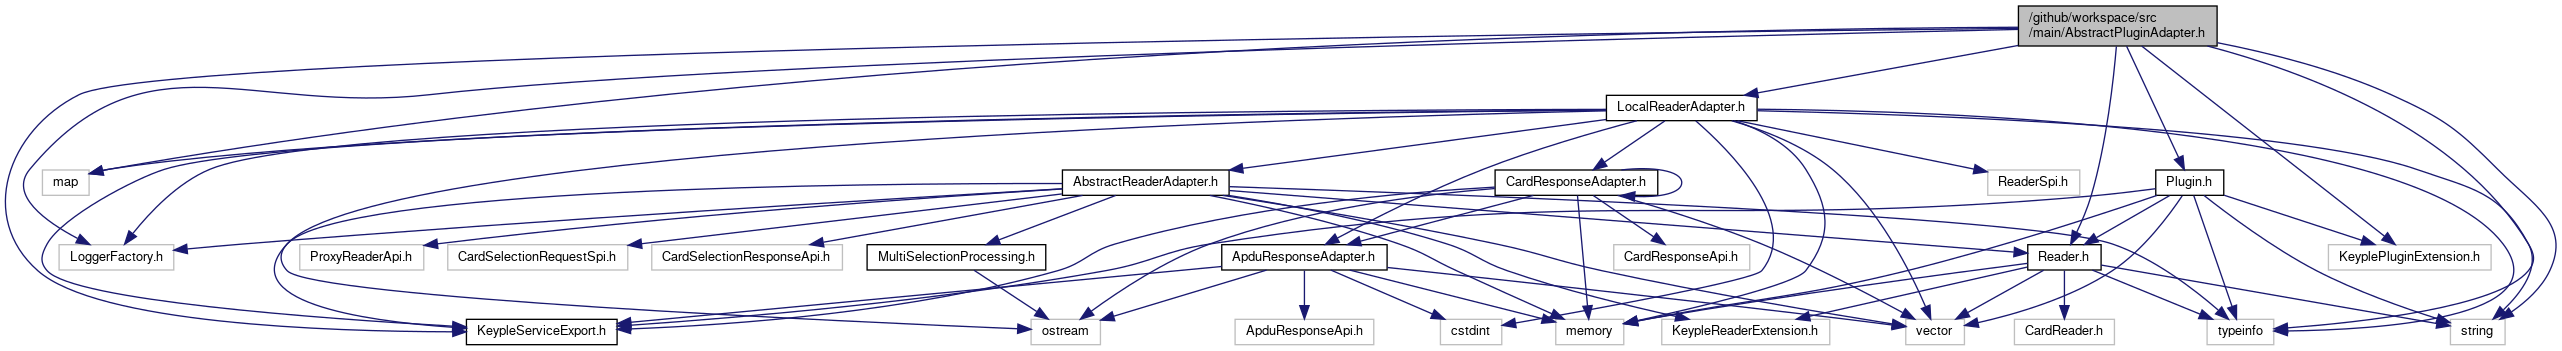 /github/workspace/src
/main/AbstractPluginAdapter.h
LocalReaderAdapter.h
map
AbstractReaderAdapter.h
CardResponseAdapter.h
ReaderSpi.h
Plugin.h
LoggerFactory.h
ProxyReaderApi.h
CardSelectionRequestSpi.h
CardSelectionResponseApi.h
MultiSelectionProcessing.h
ApduResponseAdapter.h
CardResponseApi.h
Reader.h
KeyplePluginExtension.h
KeypleServiceExport.h
ostream
ApduResponseApi.h
cstdint
memory
KeypleReaderExtension.h
vector
CardReader.h
typeinfo
string